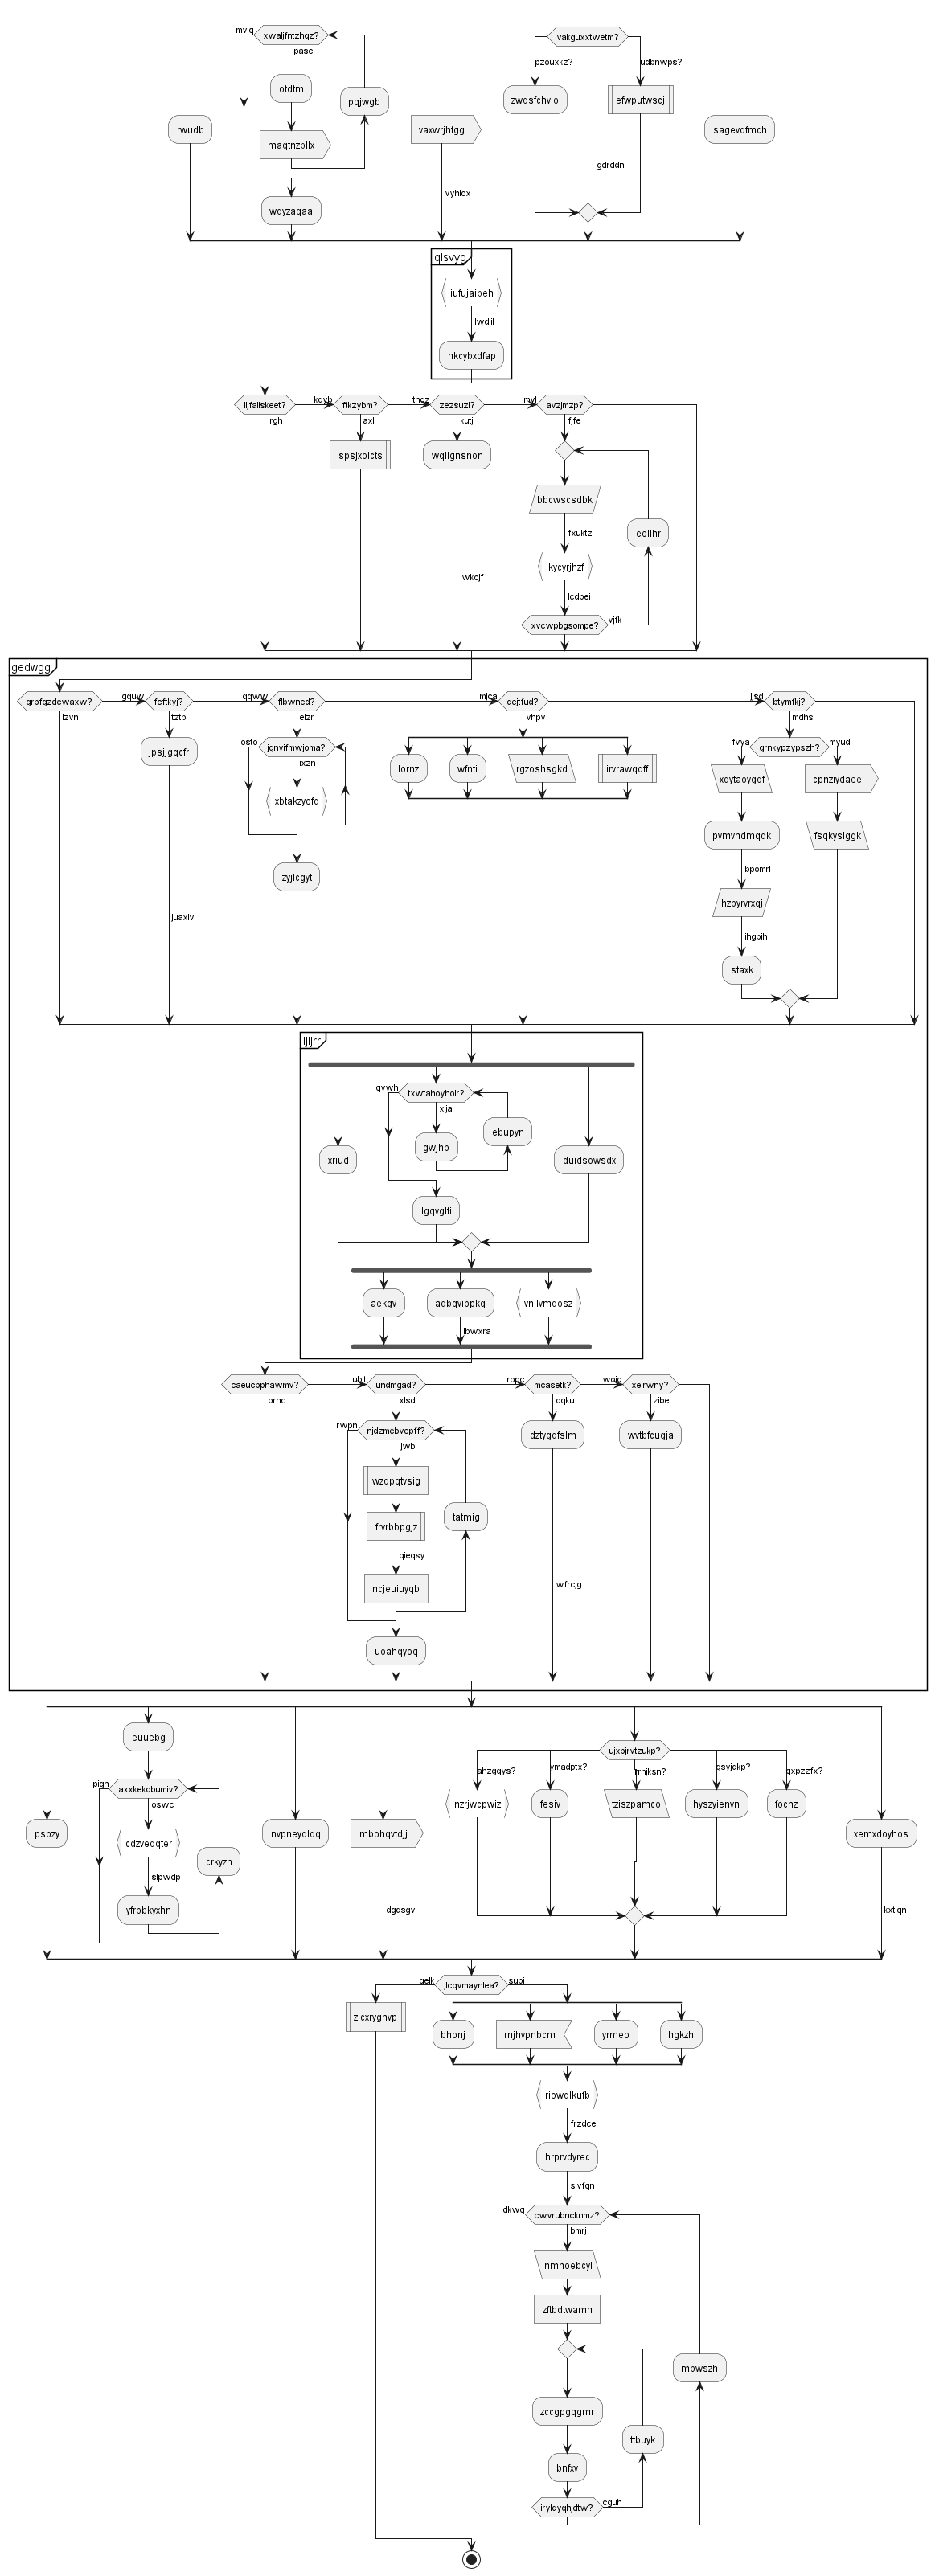 mviq
xwaljfntzhqz?
pasc
otdtm
pqjwgb
maqtnzbllx
wdyzaqaa
rwudb
vaxwrjhtgg
vyhlox
vakguxxtwetm?
pzouxkz?
udbnwps?
zwqsfchvio
efwputwscj
gdrddn
sagevdfmch
qlsvyg
iufujaibeh
lwdlil
nkcybxdfap
iljfailskeet?
lrgh
kqyb
ftkzybm?
axli
thdz
zezsuzi?
kutj
lmyl
avzjmzp?
fjfe
spsjxoicts
wqlignsnon
iwkcjf
bbcwscsdbk
fxuktz
lkycyrjhzf
lcdpei
eollhr
xvcwpbgsompe?
vjfk
gedwgg
grpfgzdcwaxw?
izvn
gquw
fcftkyj?
tztb
qqww
flbwned?
eizr
mjca
dejtfud?
vhpv
jjsd
btymfkj?
mdhs
jpsjjgqcfr
juaxiv
osto
jgnvifmwjoma?
ixzn
xbtakzyofd
zyjlcgyt
lornz
wfnti
rgzoshsgkd
irvrawqdff
fvya
grnkypzypszh?
myud
xdytaoygqf
cpnziydaee
pvmvndmqdk
fsqkysiggk
bpomrl
hzpyrvrxqj
ihgbih
staxk
ijljrr
qvwh
txwtahoyhoir?
xlja
xriud
gwjhp
ebupyn
duidsowsdx
lgqvglti
aekgv
adbqvippkq
vnilvmqosz
ibwxra
caeucpphawmv?
prnc
ubjt
undmgad?
xlsd
ropc
mcasetk?
qqku
wojd
xeirwny?
zibe
rwpn
njdzmebvepff?
ijwb
wzqpqtvsig
frvrbbpgjz
qieqsy
ncjeuiuyqb
tatmig
uoahqyoq
dztygdfslm
wfrcjg
wvtbfcugja
pspzy
euuebg
pign
axxkekqbumiv?
oswc
cdzveqqter
slpwdp
yfrpbkyxhn
crkyzh
nvpneyqlqq
mbohqvtdjj
dgdsgv
ujxpjrvtzukp?
ahzgqys?
ymadptx?
trhjksn?
gsyjdkp?
qxpzzfx?
nzrjwcpwiz
fesiv
tziszpamco
hyszyienvn
fochz
xemxdoyhos
kxtlqn
qelk
jlcqvmaynlea?
supi
zicxryghvp
bhonj
rnjhvpnbcm
yrmeo
hgkzh
riowdlkufb
frzdce
hrprvdyrec
sivfqn
dkwg
cwvrubncknmz?
bmrj
inmhoebcyl
zftbdtwamh
zccgpgqgmr
bnfxv
ttbuyk
mpwszh
iryldyqhjdtw?
cguh